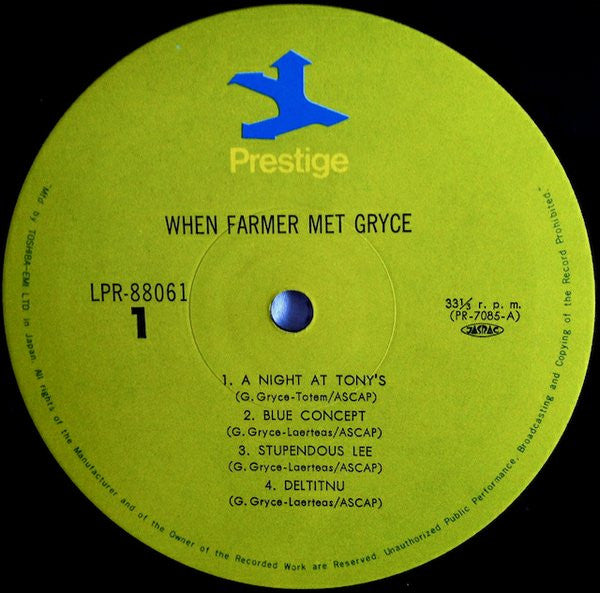 Prestige
WHEN FARMER MET GRYCE
LPR-88061
1
33⅓ r. p. m.
(PR-7085-A)
JASRAC
1. A NIGHT AT TONY'S
(G. Gryce-Totem/ASCAP)
2. BLUE CONCEPT
(G. Gryce-Laerteas/ASCAP)
3. STUPENDOUS LEE
(G. Gryce-Laerteas/ASCAP)
4. DELTITNU
(G. Gryce-Laerteas/ASCAP)
"Mfd by TOSHIBA-EMI LTD in Japan. All rights of the Manufacturer and of the Owner of the Recorded Work are Reserved. Unauthorized Public Performance, Broadcasting and Copying of the Record Prohibited."